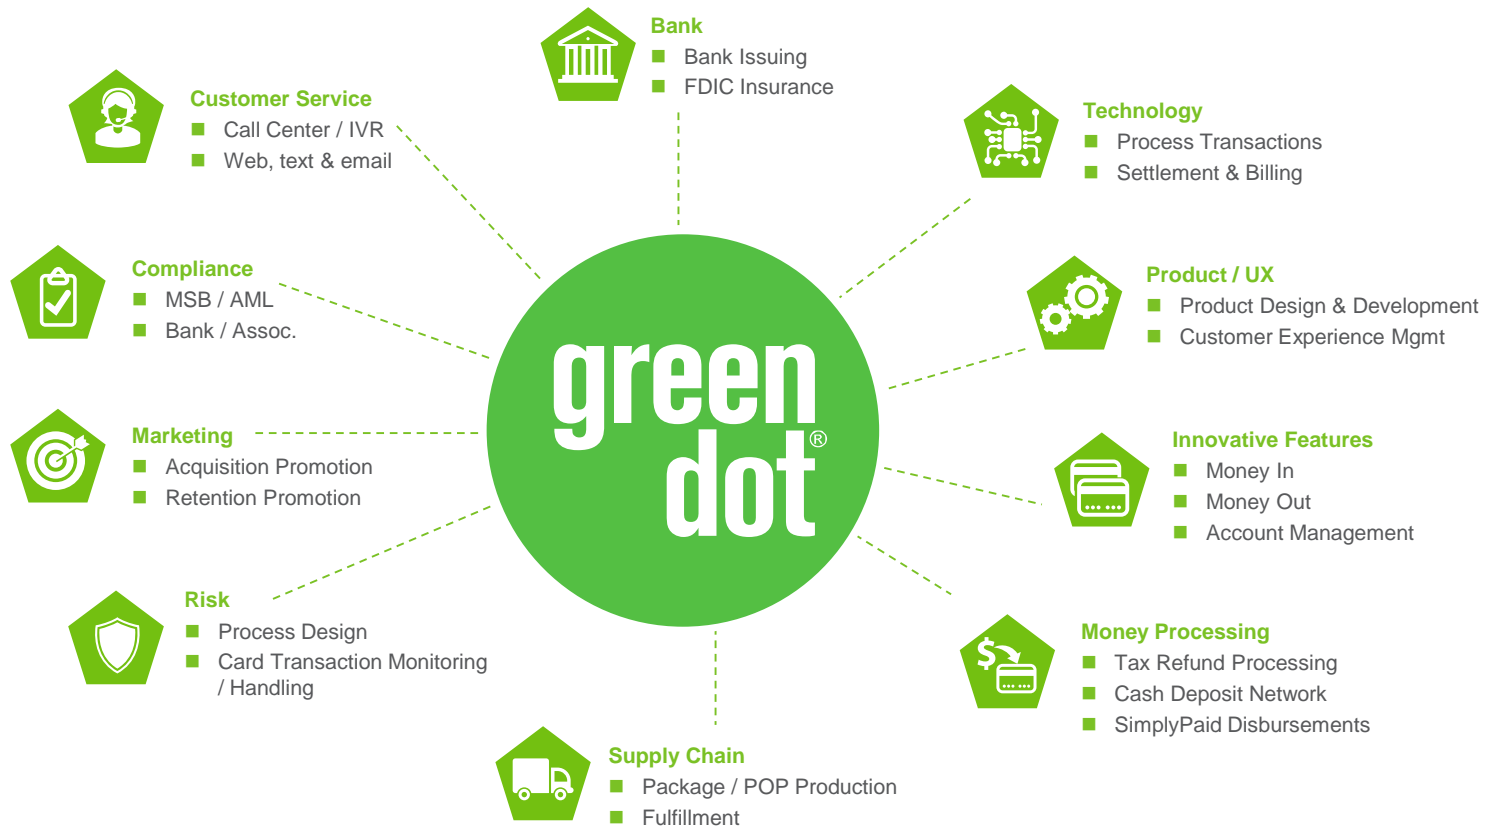 Bank
Bank Issuing
FDIC Insurance
Customer Service
Call Center / IVR
Web, text & email
Technology
Process Transactions
Settlement & Billing
Compliance
MSB / AML
Bank / Assoc.
Product / UX
Product Design & Development
Customer Experience Mgmt
green
dot®
Marketing
Acquisition Promotion
Retention Promotion
Innovative Features
Money In
Money Out
Account Management
Risk
Process Design
Card Transaction Monitoring
/ Handling
Money Processing
Tax Refund Processing
Cash Deposit Network
SimplyPaid Disbursements
$
Supply Chain
Package / POP Production
Fulfillment